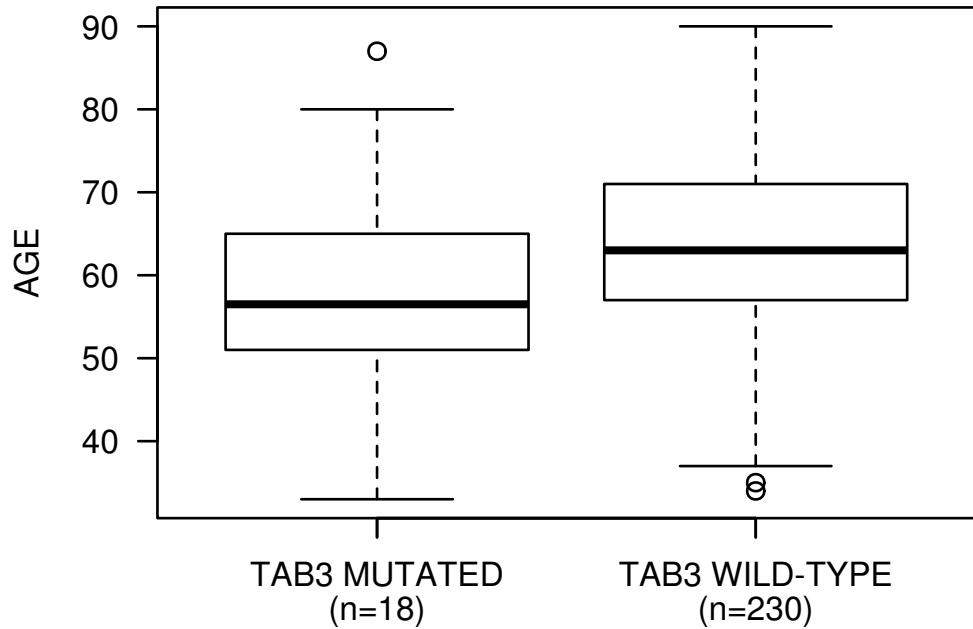 90
80
70
60
50
40
AGE
TAB3 MUTATED
(n=18)
TAB3 WILD-TYPE
(n=230)